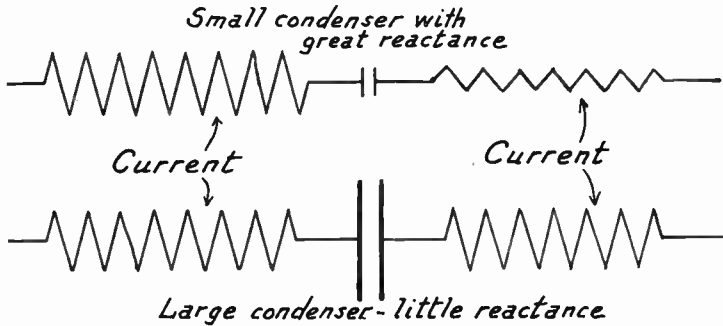 Small condenser with
great reactance
Current
Current
Large condenser - little reactance